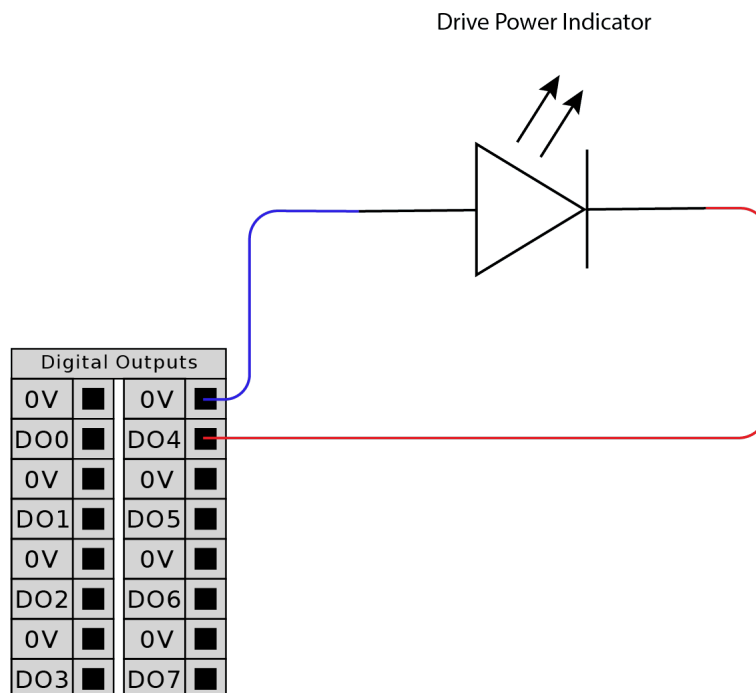 Drive Power Indicator
Digital Outputs
0V 0V
DO0 DO4
0V 0V
DO1 DO5
0V 0V
DO2 DO6
0V 0V
DO3 DO7